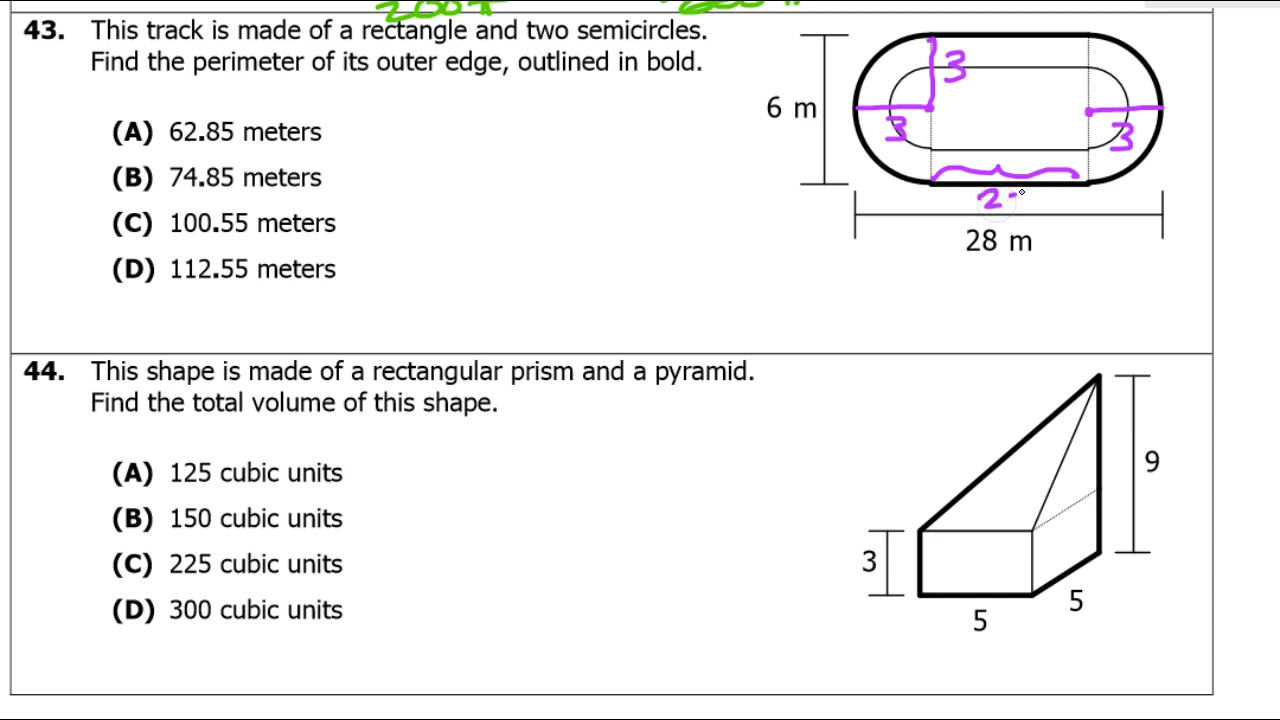 43. This track is made of a rectangle and two semicircles.
Find the perimeter of its outer edge, outlined in bold.
(A) 62.85 meters
(B) 74.85 meters
(C) 100.55 meters
(D) 112.55 meters
6 m
3
3
3
2
28 m
44. This shape is made of a rectangular prism and a pyramid.
Find the total volume of this shape.
(A) 125 cubic units
(B) 150 cubic units
(C) 225 cubic units
(D) 300 cubic units
9
3
5
5